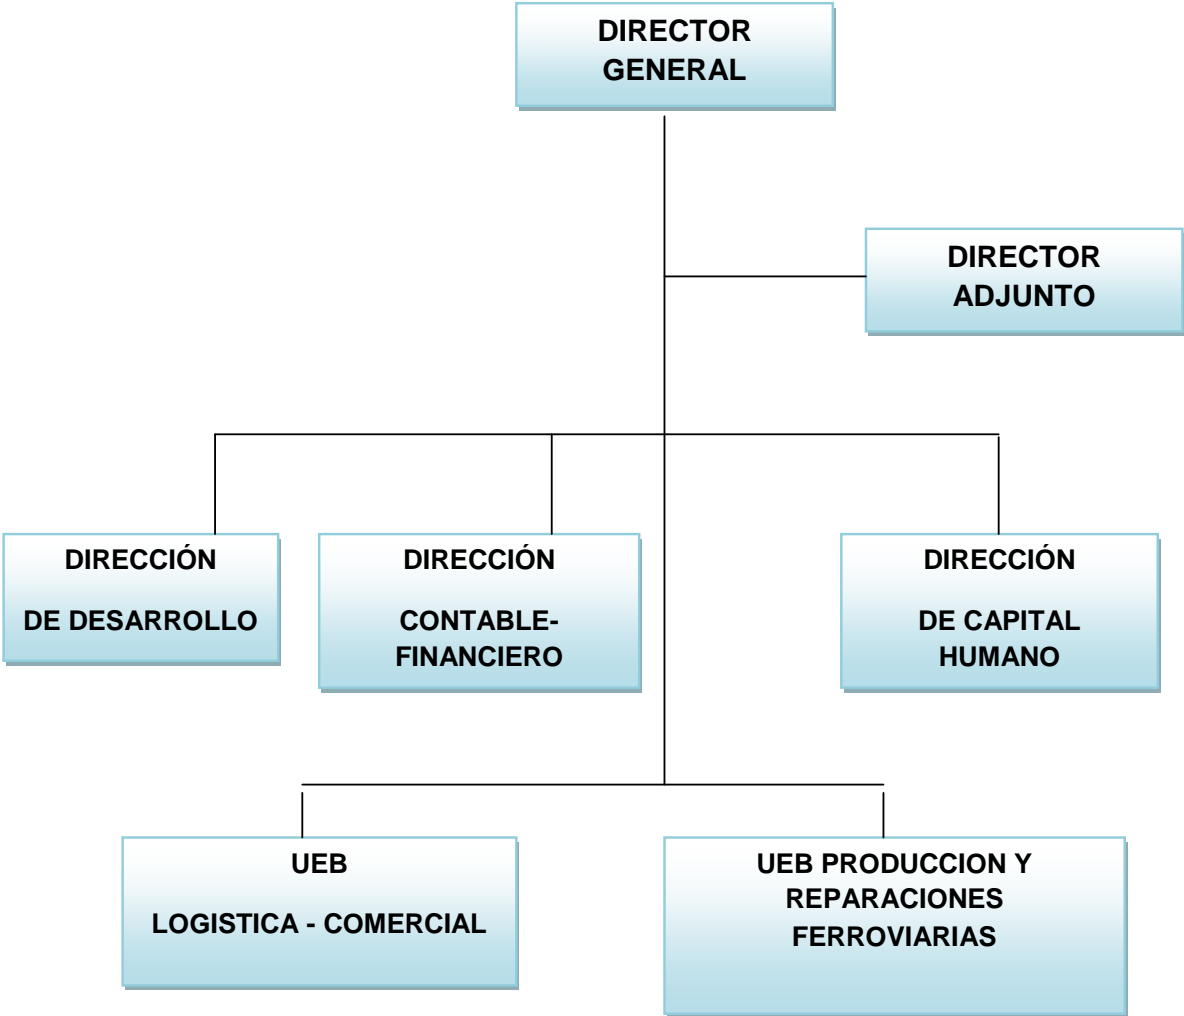 DIRECTOR
GENERAL
DIRECTOR
ADJUNTO
DIRECCIÓN
DE DESARROLLO
DIRECCIÓN
CONTABLE-
FINANCIERO
DIRECCIÓN
DE CAPITAL
HUMANO
UEB
LOGISTICA - COMERCIAL
UEB PRODUCCION Y
REPARACIONES
FERROVIARIAS